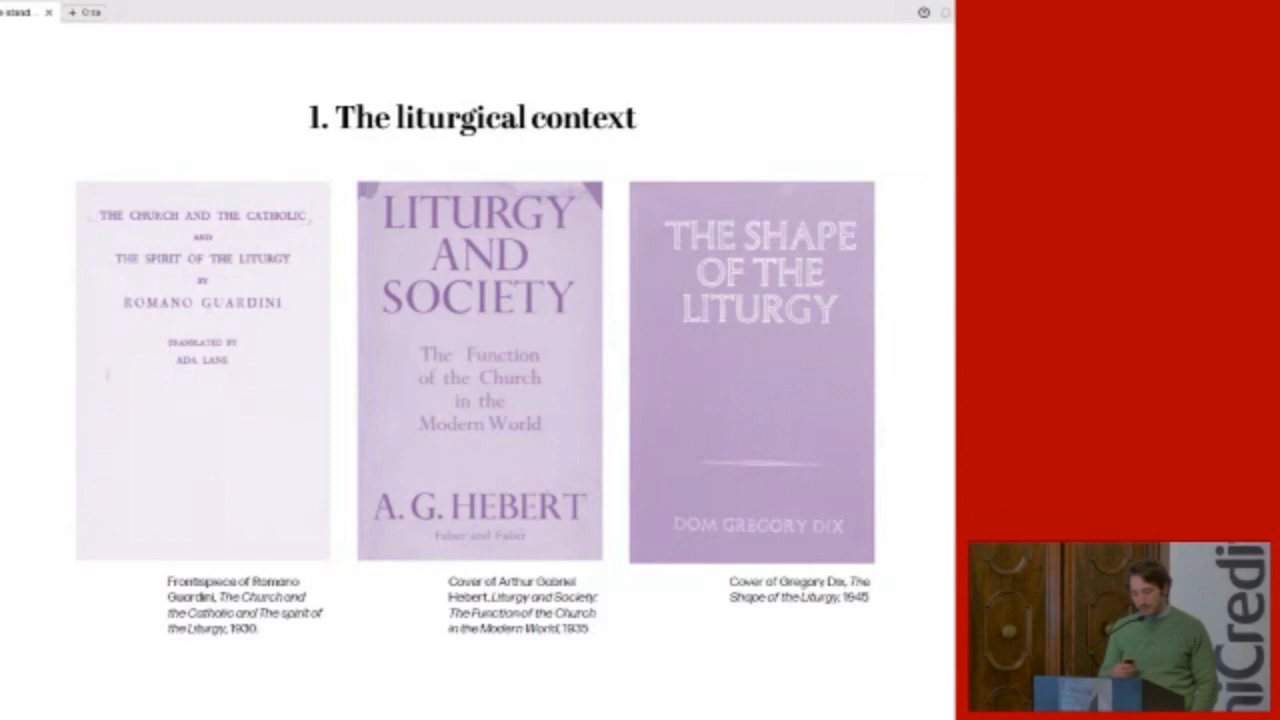 stand...
1. The liturgical context
THE CHURCH AND THE CATHOLIC
AND
THE SPIRIT OF THE LITURGY
BY
ROMANO GUARDINI
TRANSLATED BY
ADA LANE
LITURGY
AND
SOCIETY
The Function
of the Church
in the
Modern World
A. G. HEBERT
Faber and Faber
THE SHAPE
OF THE
LITURGY
DOM GREGORY DIX
Frontispiece of Romano
Guardini, The Church and
the Catholic and The spirit of
the Liturgy, 1930.
Cover of Arthur Gabriel
Hebert, Liturgy and Society:
The Function of the Church
in the Modern World, 1935
Cover of Gregory Dix, The
Shape of the Liturgy, 1945
niCredit